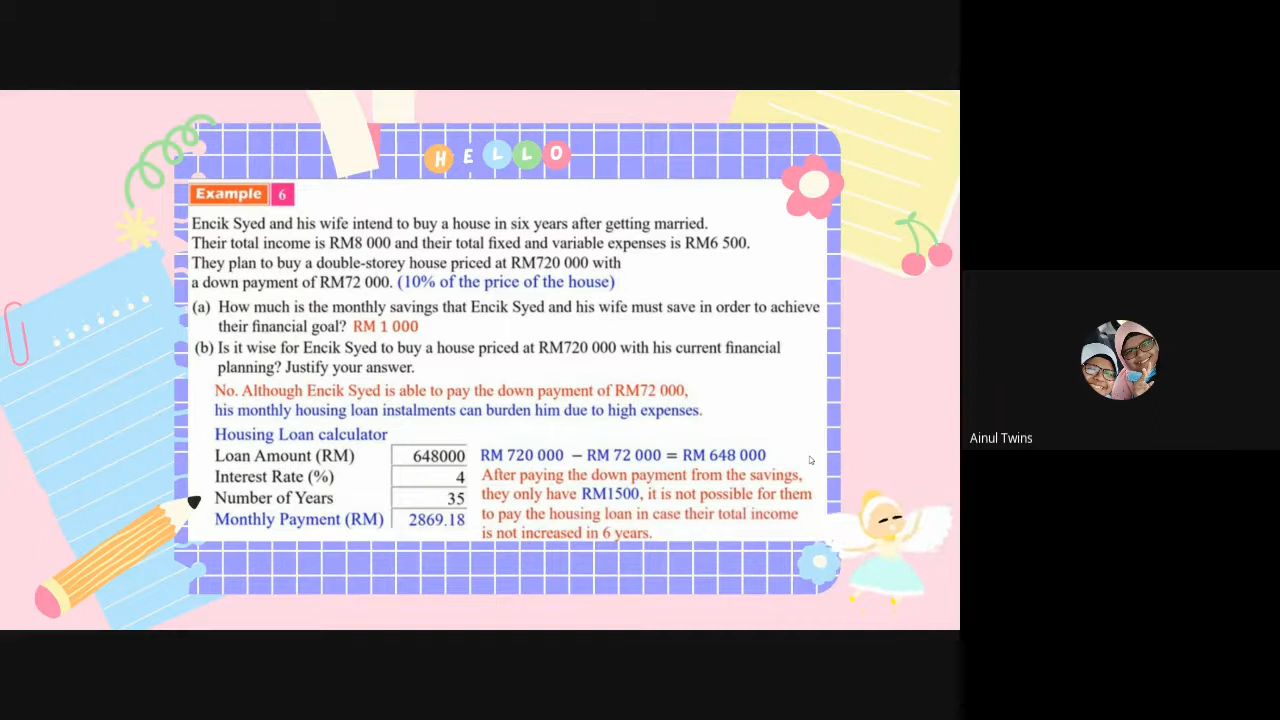 HELLO
Example 6
Encik Syed and his wife intend to buy a house in six years after getting married.
Their total income is RM8 000 and their total fixed and variable expenses is RM6 500.
They plan to buy a double-storey house priced at RM720 000 with
a down payment of RM72 000. (10% of the price of the house)
(a) How much is the monthly savings that Encik Syed and his wife must save in order to achieve
their financial goal? RM 1 000
(b) Is it wise for Encik Syed to buy a house priced at RM720 000 with his current financial
planning? Justify your answer.
No. Although Encik Syed is able to pay the down payment of RM72 000,
his monthly housing loan instalments can burden him due to high expenses.
Housing Loan calculator
Loan Amount (RM) 648000 RM 720 000 − RM 72 000 = RM 648 000
Interest Rate (%) 4 After paying the down payment from the savings,
Number of Years 35 they only have RM1500, it is not possible for them
Monthly Payment (RM) 2869.18 to pay the housing loan in case their total income
is not increased in 6 years.
Ainul Twins